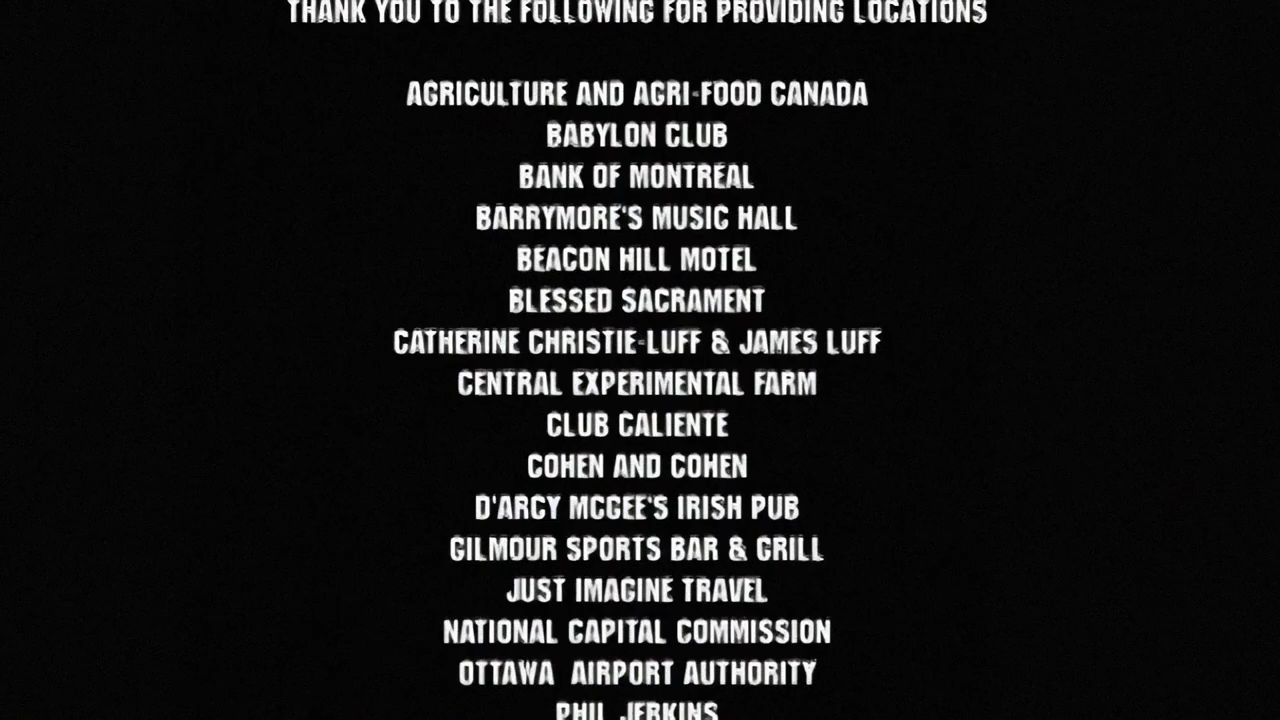 THANK YOU TO THE FOLLOWING FOR PROVIDING LOCATIONS
AGRICULTURE AND AGRI-FOOD CANADA
BABYLON CLUB
BANK OF MONTREAL
BARRYMORE'S MUSIC HALL
BEACON HILL MOTEL
BLESSED SACRAMENT
CATHERINE CHRISTIE-LUFF & JAMES LUFF
CENTRAL EXPERIMENTAL FARM
CLUB CALIENTE
COHEN AND COHEN
D'ARCY MCGEE'S IRISH PUB
GILMOUR SPORTS BAR & GRILL
JUST IMAGINE TRAVEL
NATIONAL CAPITAL COMMISSION
OTTAWA AIRPORT AUTHORITY
PHIL JERKINS